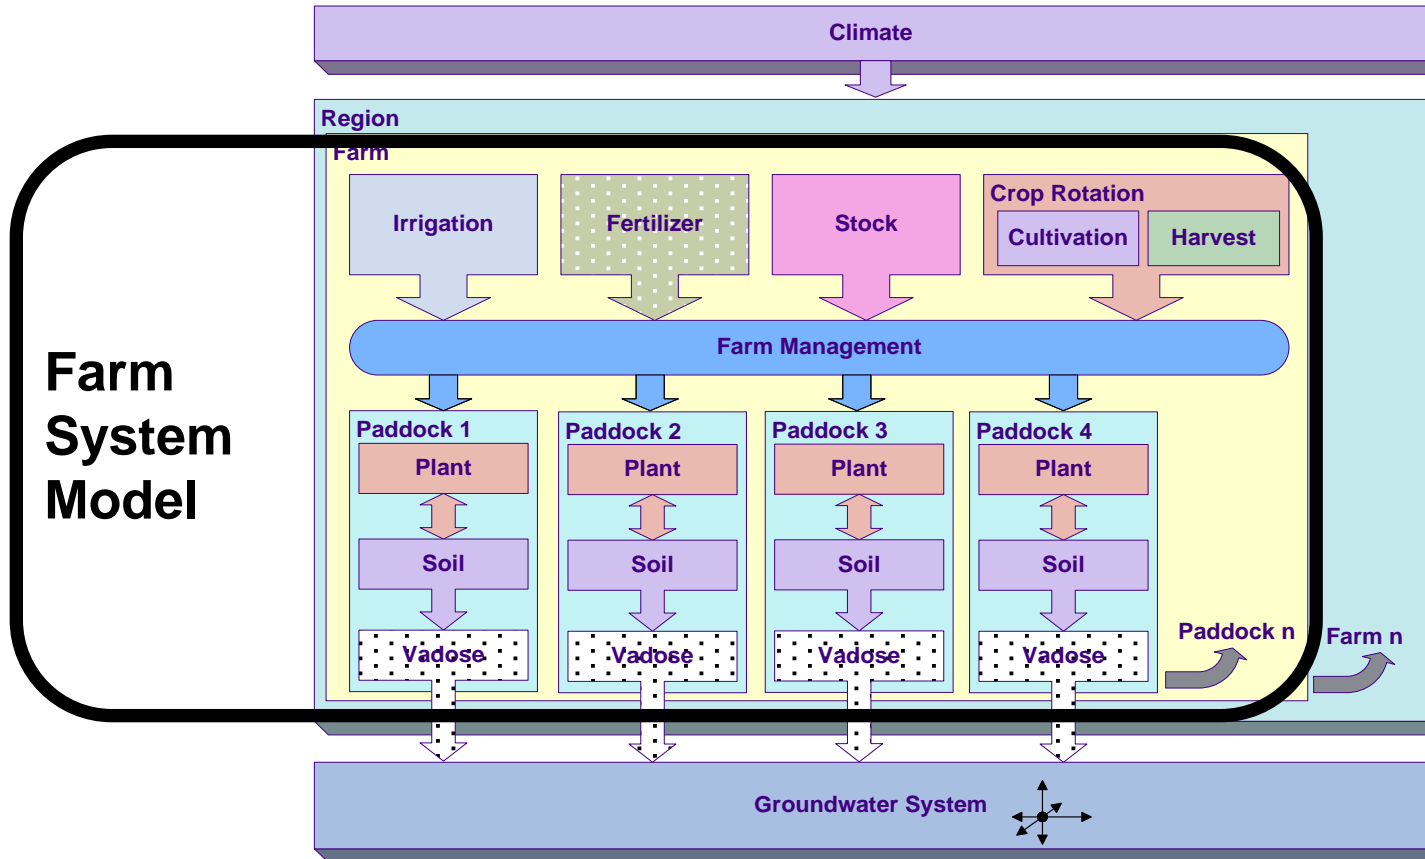 Climate
Region
Farm
Irrigation
Fertilizer
Stock
Crop Rotation
Cultivation
Harvest
Farm Management
Farm
System
Model
Paddock 1
Paddock 2
Paddock 3
Paddock 4
Plant
Plant
Plant
Plant
Soil
Soil
Soil
Soil
Vadose
Vadose
Vadose
Vadose
Paddock n
Farm n
Groundwater System